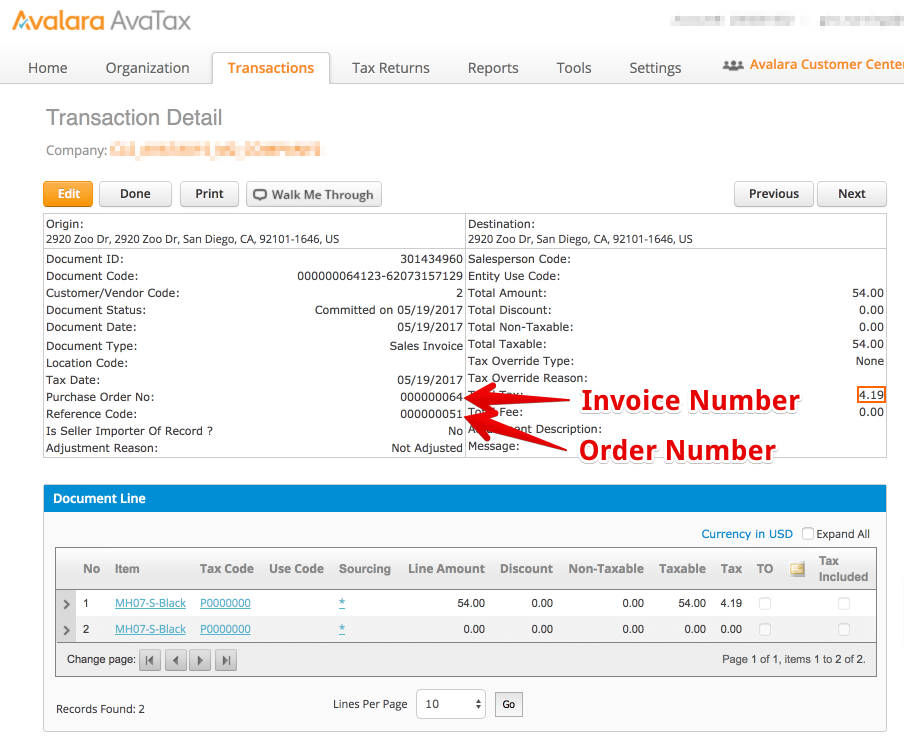 Avalara AvaTax
Home Organization Transactions Tax Returns Reports Tools Settings Avalara Customer Cente
Transaction Detail
Company:
Edit Done Print Walk Me Through Previous Next
Origin:
2920 Zoo Dr, 2920 Zoo Dr, San Diego, CA, 92101-1646, US
Destination:
2920 Zoo Dr, San Diego, CA, 92101-1646, US
Document ID: 301434960
Document Code: 000000064123-62073157129
Customer/Vendor Code: 2
Document Status: Committed on 05/19/2017
Document Date: 05/19/2017
Document Type: Sales Invoice
Location Code:
Tax Date: 05/19/2017
Purchase Order No: 000000064
Reference Code: 000000051
Is Seller Importer Of Record ? No
Adjustment Reason: Not Adjusted
Salesperson Code:
Entity Use Code:
Total Amount: 54.00
Total Discount: 0.00
Total Non-Taxable: 0.00
Total Taxable: 54.00
Tax Override Type: None
Tax Override Reason:
4.19
Fee: 0.00
Description:
Message:
Invoice Number
Order Number
Document Line
Currency in USD Expand All
No Item Tax Code Use Code Sourcing Line Amount Discount Non-Taxable Taxable Tax TO Tax Included
1 MH07-S-Black P0000000 * 54.00 0.00 0.00 54.00 4.19
2 MH07-S-Black P0000000 * 0.00 0.00 0.00 0.00 0.00
Change page: Page 1 of 1, items 1 to 2 of 2.
Records Found: 2 Lines Per Page 10 Go